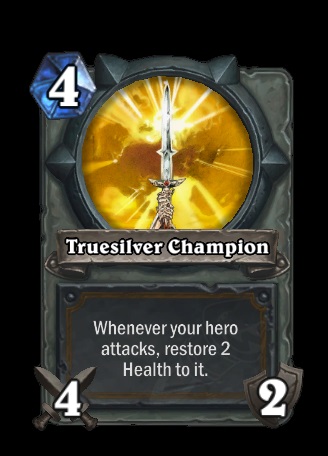 4
Truesilver Champion
Whenever your hero
attacks, restore 2
Health to it.
4
2